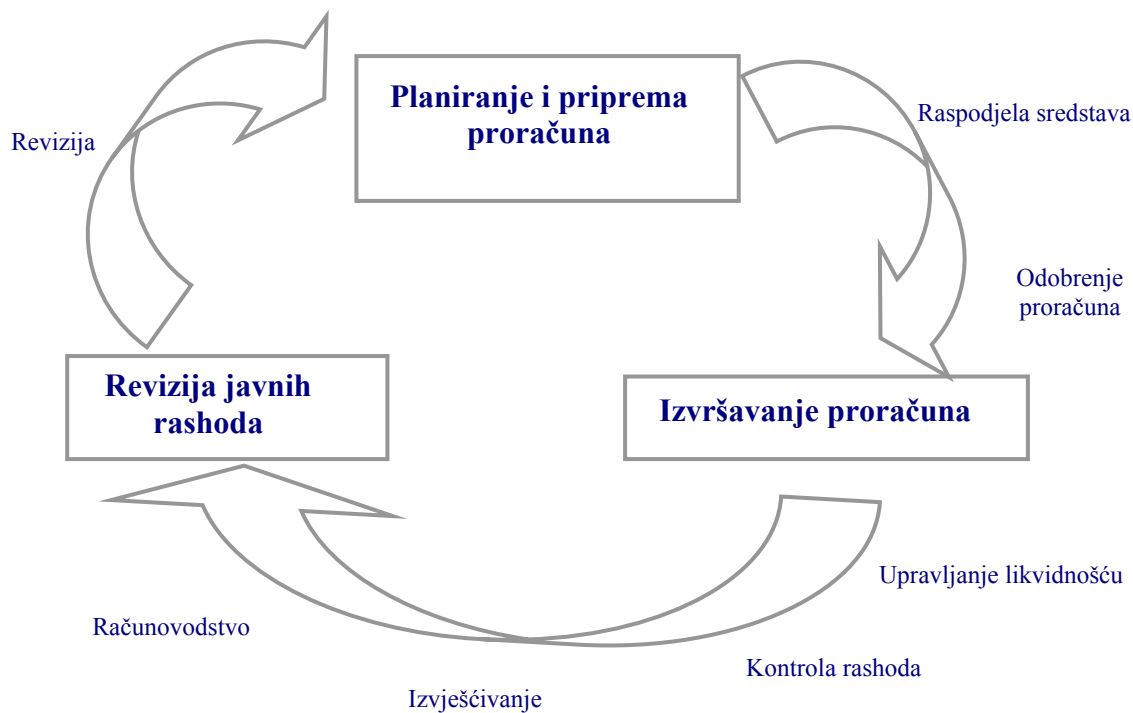 Planiranje i priprema
proračuna
Raspodjela sredstava
Revizija
Odobrenje
proračuna
Revizija javnih
rashoda
Izvršavanje proračuna
Upravljanje likvidnošću
Računovodstvo
Kontrola rashoda
Izvješćivanje